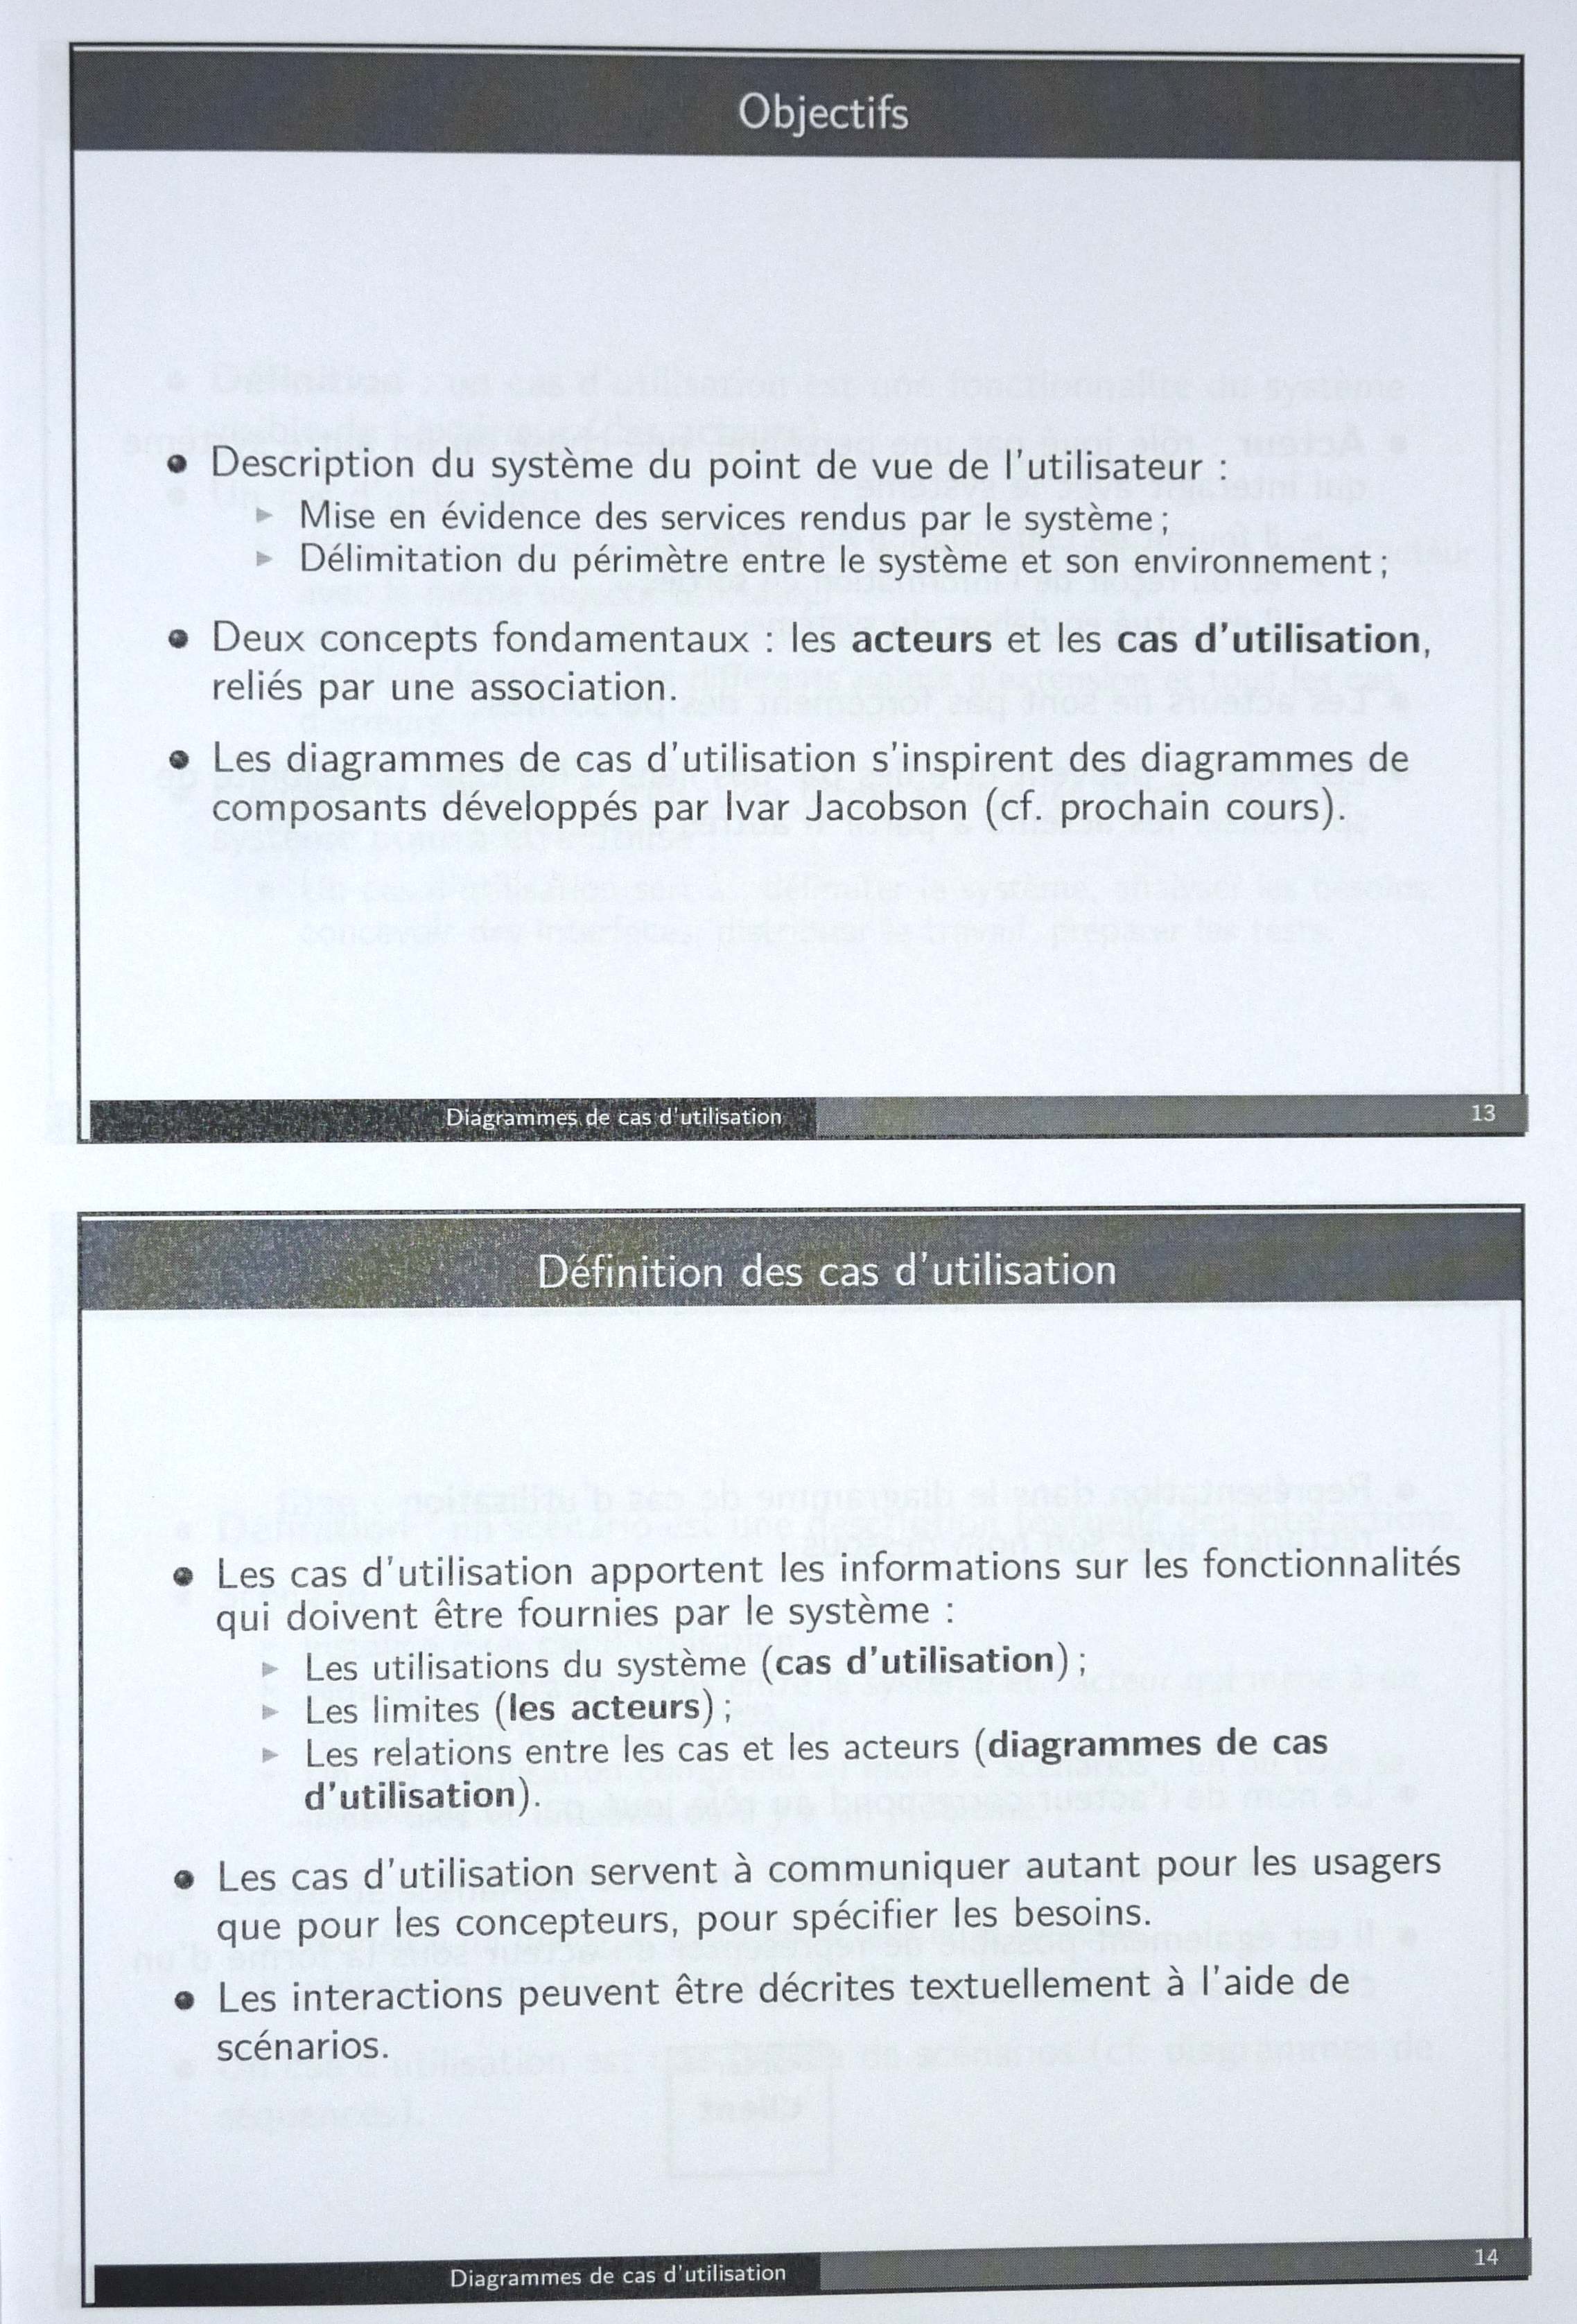 Objectifs
• Description du système du point de vue de l'utilisateur :
▶ Mise en évidence des services rendus par le système ;
▶ Délimitation du périmètre entre le système et son environnement ;
• Deux concepts fondamentaux : les acteurs et les cas d'utilisation,
reliés par une association.
• Les diagrammes de cas d'utilisation s'inspirent des diagrammes de
composants développés par Ivar Jacobson (cf. prochain cours).
Diagrammes de cas d'utilisation
13
Définition des cas d'utilisation
• Les cas d'utilisation apportent les informations sur les fonctionnalités
qui doivent être fournies par le système :
▶ Les utilisations du système (cas d'utilisation) ;
▶ Les limites (les acteurs) ;
▶ Les relations entre les cas et les acteurs (diagrammes de cas
d'utilisation).
• Les cas d'utilisation servent à communiquer autant pour les usagers
que pour les concepteurs, pour spécifier les besoins.
• Les interactions peuvent être décrites textuellement à l'aide de
scénarios.
Diagrammes de cas d'utilisation
14